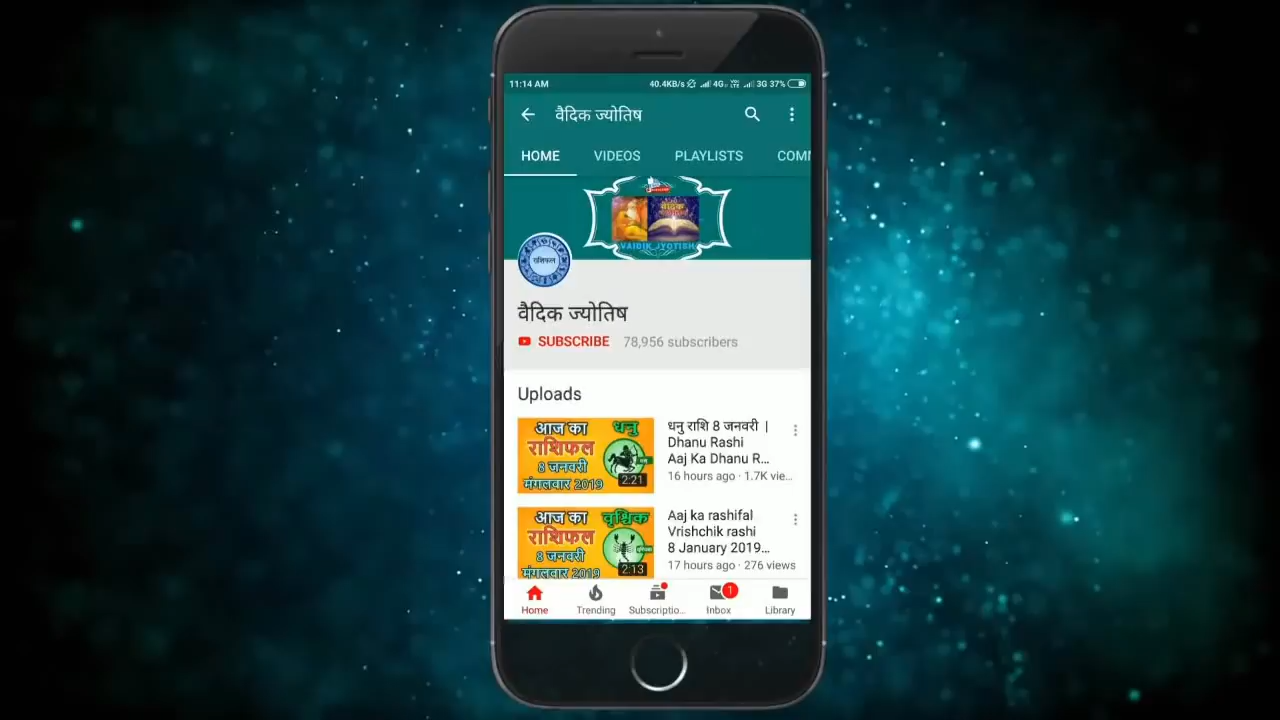 11:14 AM
40.4KB/s 4G 3G 37%
वैदिक ज्योतिष
HOME VIDEOS PLAYLISTS COMM
वैदिक
VAIDIK JYOTISH
राशिफल
वैदिक ज्योतिष
SUBSCRIBE 78,956 subscribers
Uploads
आज का धनु
राशिफल
8 जनवरी
मंगलवार 2019
2:21
धनु राशि 8 जनवरी |
Dhanu Rashi
Aaj Ka Dhanu R...
16 hours ago · 1.7K vie...
आज का वृश्चिक
राशिफल
8 जनवरी
मंगलवार 2019
2:13
Aaj ka rashifal
Vrishchik rashi
8 January 2019...
17 hours ago · 276 views
1
Home Trending Subscriptio... Inbox Library